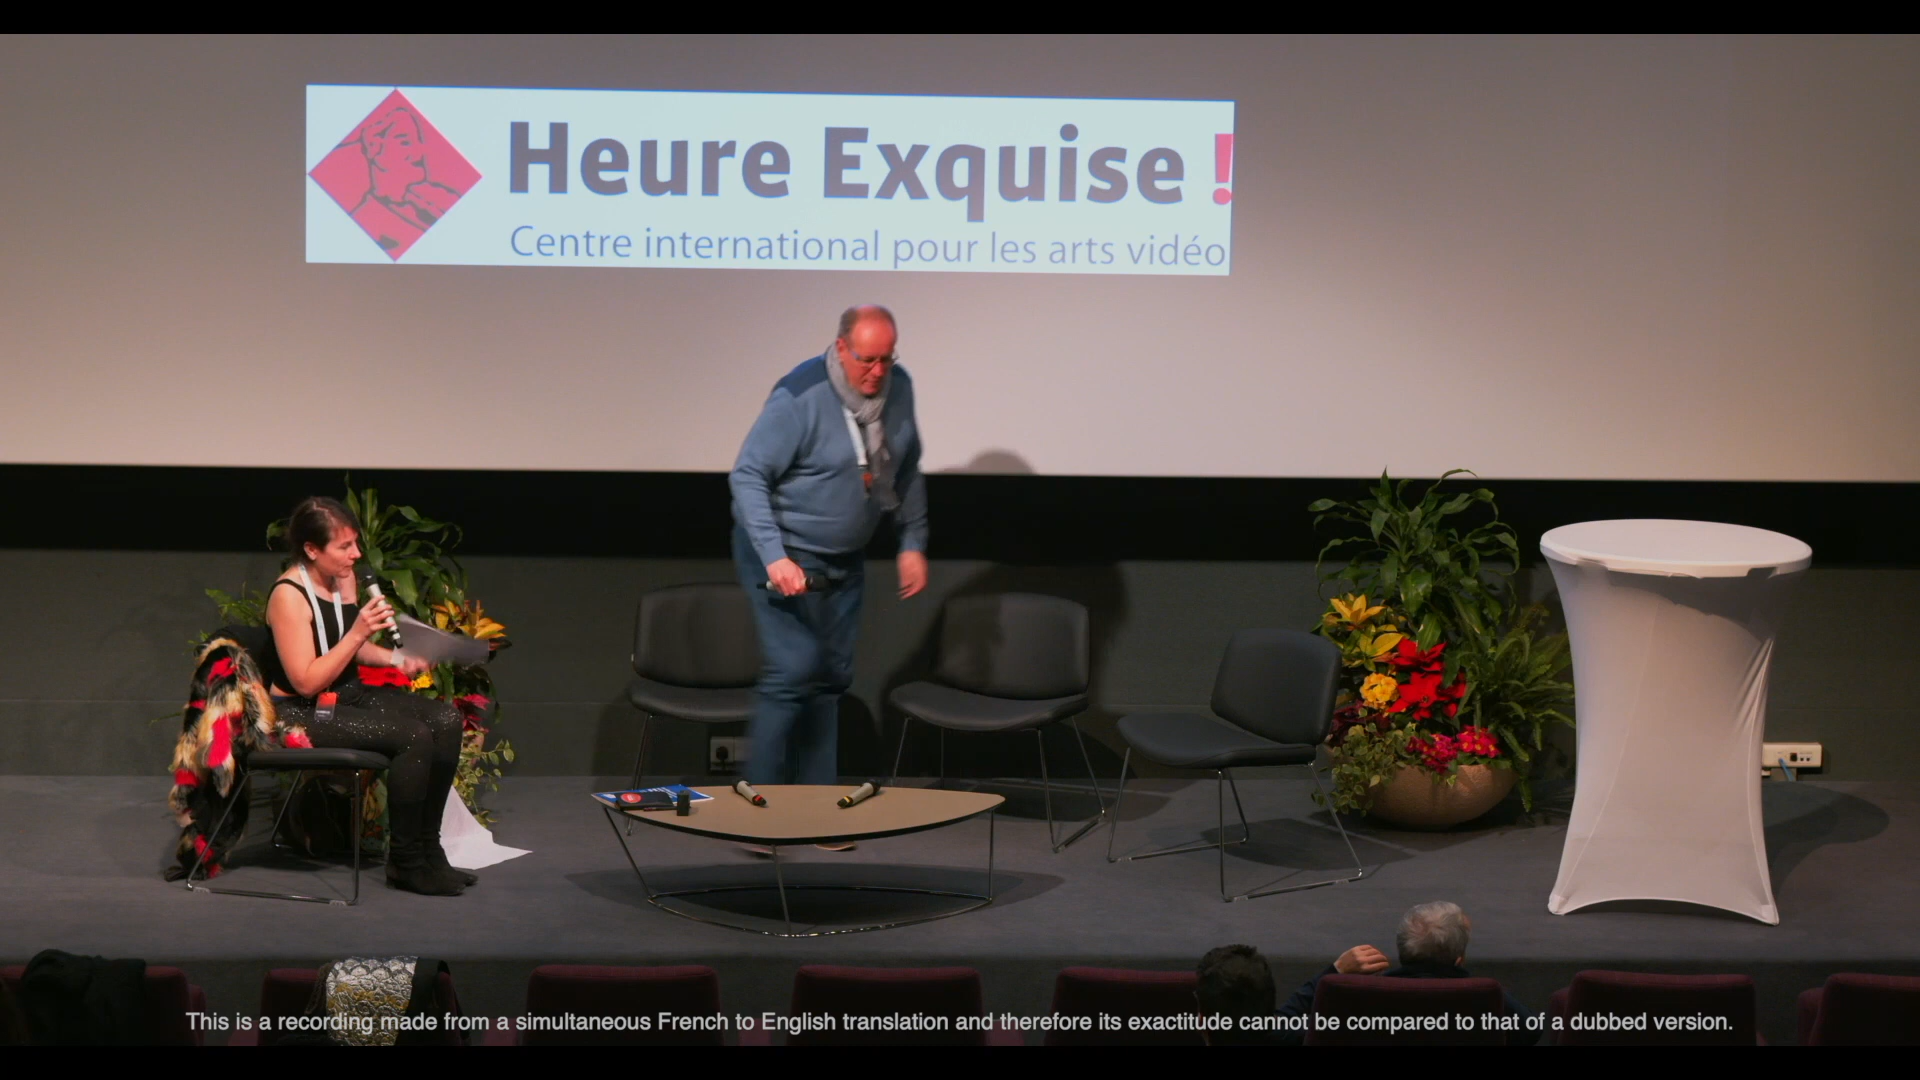 Heure Exquise !
Centre international pour les arts vidéo
This is a recording made from a simultaneous French to English translation and therefore its exactitude cannot be compared to that of a dubbed version.